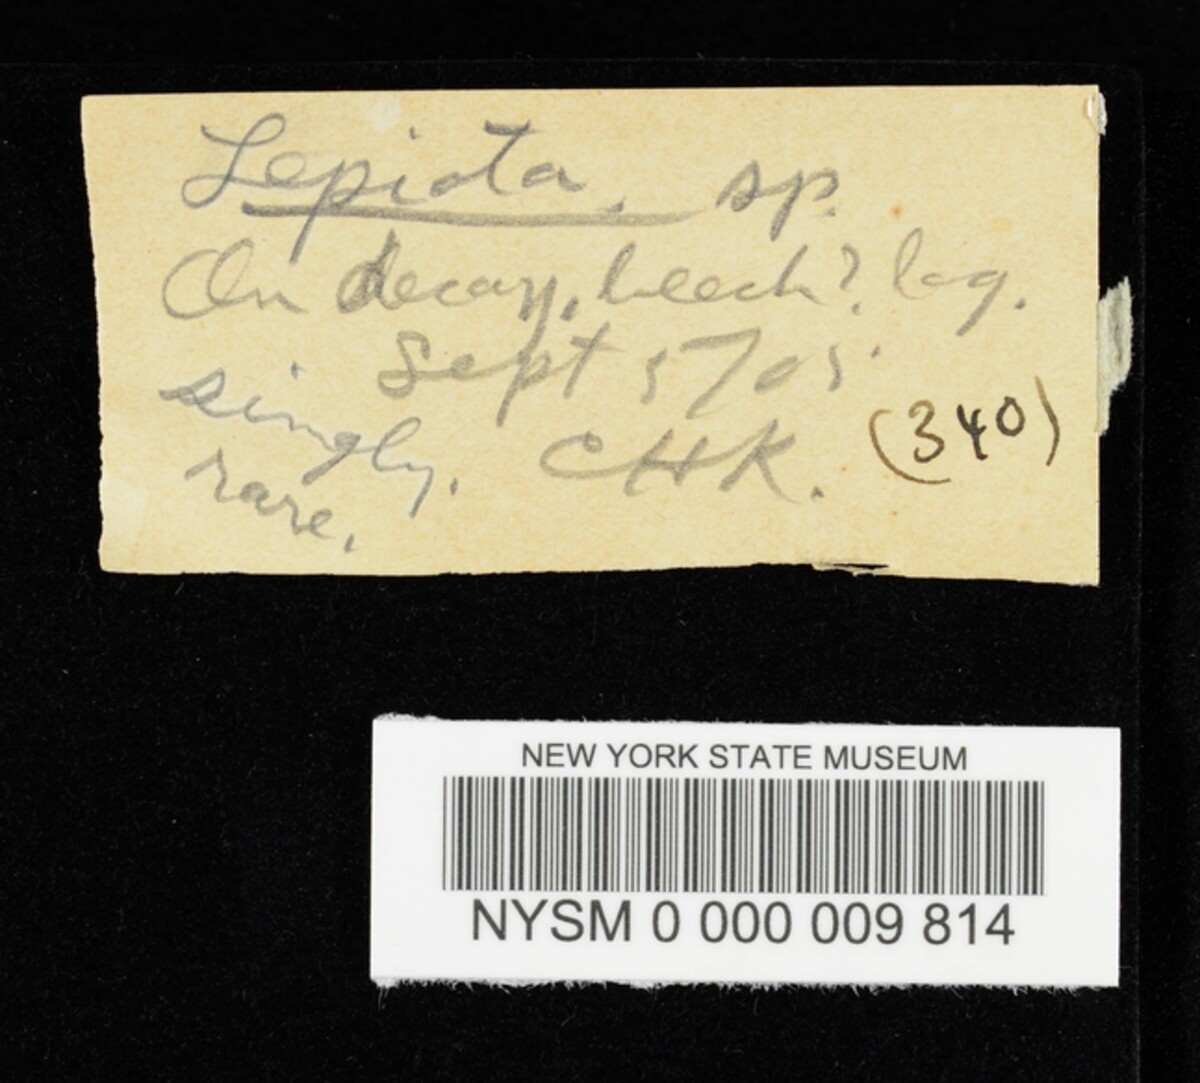 Lepiota. sp.
On decay, beech? log.
Sept 5/05.
singly. CHK. (340)
rare.
NEW YORK STATE MUSEUM
NYSM 0 000 009 814